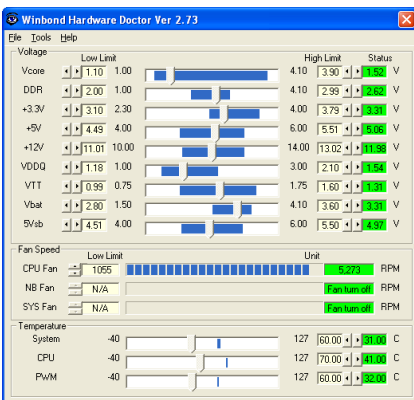 Winbond Hardware Doctor Ver 2.73
File Tools Help
Voltage
Low Limit High Limit Status
Vcore 1.10 1.00 4.10 3.90 1.52 V
DDR 2.00 1.00 4.10 2.99 2.62 V
+3.3V 3.10 2.30 4.00 3.79 3.31 V
+5V 4.49 4.00 6.00 5.51 5.06 V
+12V 11.01 10.00 14.00 13.02 11.98 V
VDDQ 1.18 1.00 3.00 2.10 1.54 V
VTT 0.99 0.75 1.75 1.60 1.31 V
Vbat 2.80 1.50 4.10 3.60 3.31 V
5Vsb 4.51 4.00 6.00 5.50 4.97 V
Fan Speed
Low Limit Unit
CPU Fan 1055 5,273 RPM
NB Fan N/A Fan turn off RPM
SYS Fan N/A Fan turn off RPM
Temperature
System -40 127 60.00 31.00 C
CPU -40 127 70.00 41.00 C
PWM -40 127 60.00 32.00 C